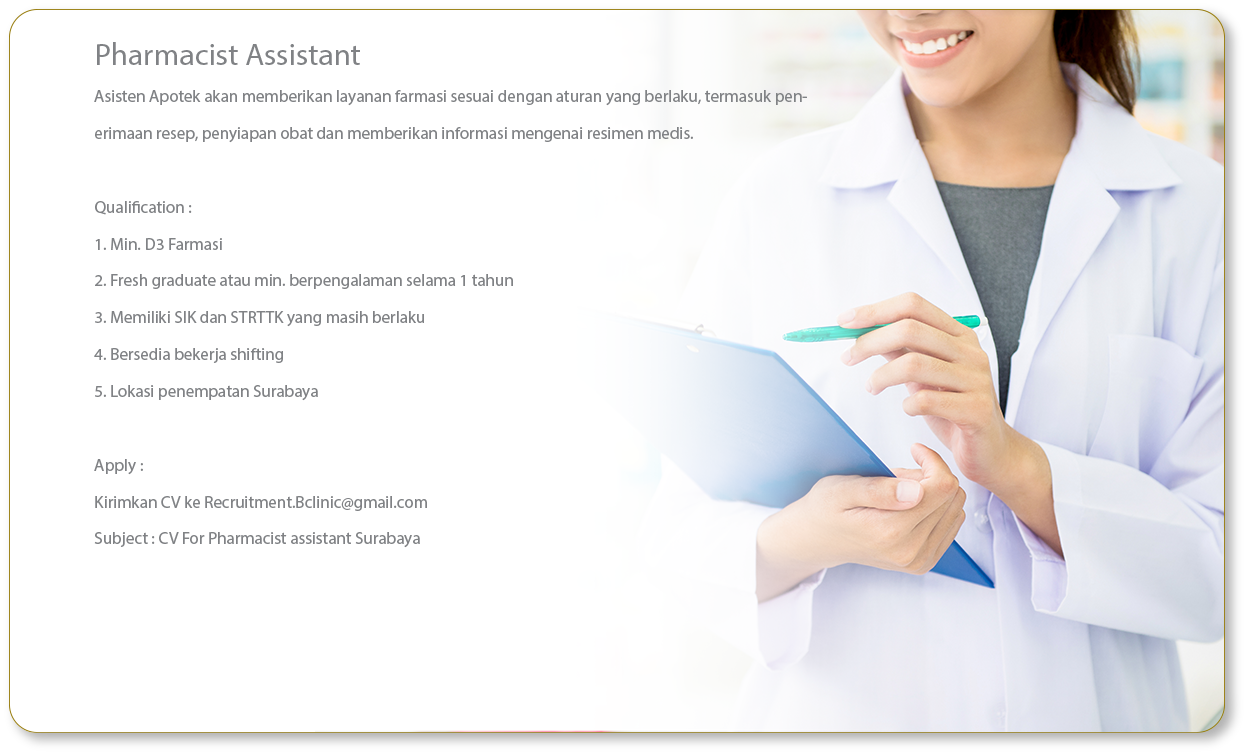 Pharmacist Assistant
Asisten Apotek akan memberikan layanan farmasi sesuai dengan aturan yang berlaku, termasuk pen-
erimaan resep, penyiapan obat dan memberikan informasi mengenai resimen medis.
Qualification :
1. Min. D3 Farmasi
2. Fresh graduate atau min. berpengalaman selama 1 tahun
3. Memiliki SIK dan STRTTK yang masih berlaku
4. Bersedia bekerja shifting
5. Lokasi penempatan Surabaya
Apply :
Kirimkan CV ke Recruitment.Bclinic@gmail.com
Subject : CV For Pharmacist assistant Surabaya